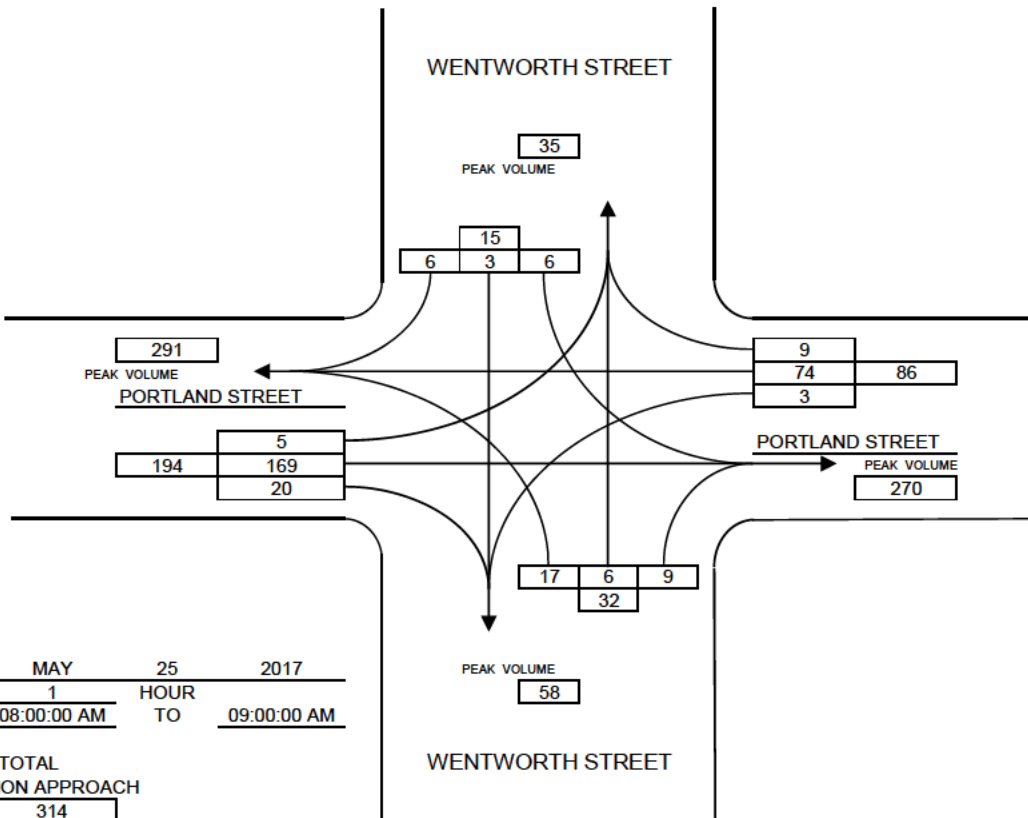 WENTWORTH STREET
35
PEAK VOLUME
15
6 3 6
291
PEAK VOLUME
PORTLAND STREET
9
74 86
3
5
194 169
20
PORTLAND STREET
PEAK VOLUME
270
17 6 9
32
MAY 25 2017
1 HOUR
08:00:00 AM TO 09:00:00 AM
PEAK VOLUME
58
TOTAL
ON APPROACH
314
WENTWORTH STREET